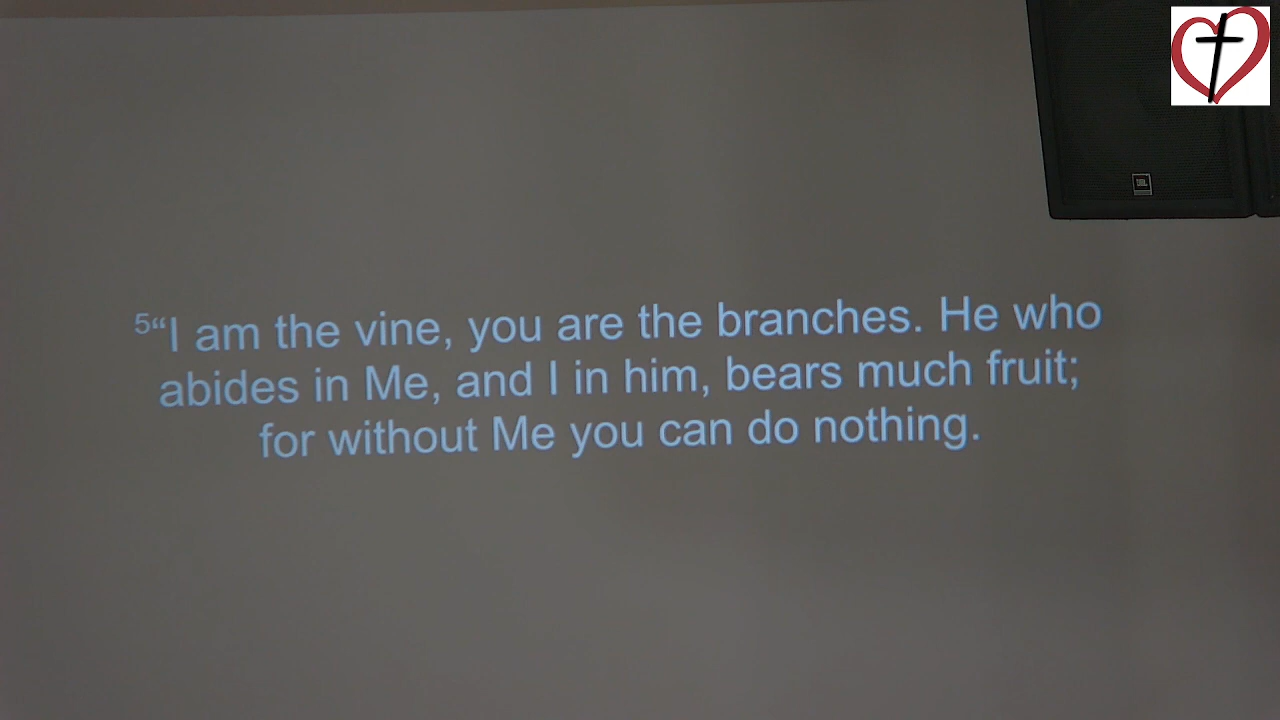 ⁵“I am the vine, you are the branches. He who
abides in Me, and I in him, bears much fruit;
for without Me you can do nothing.
JBL